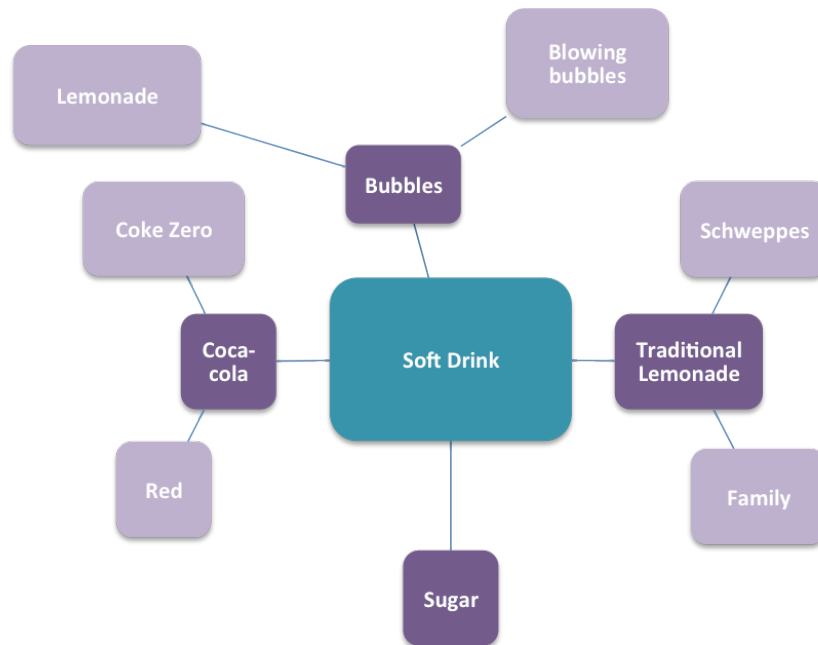 Blowing
bubbles
Lemonade
Bubbles
Coke Zero
Schweppes
Coca-
cola
Soft Drink
Traditional
Lemonade
Red
Family
Sugar